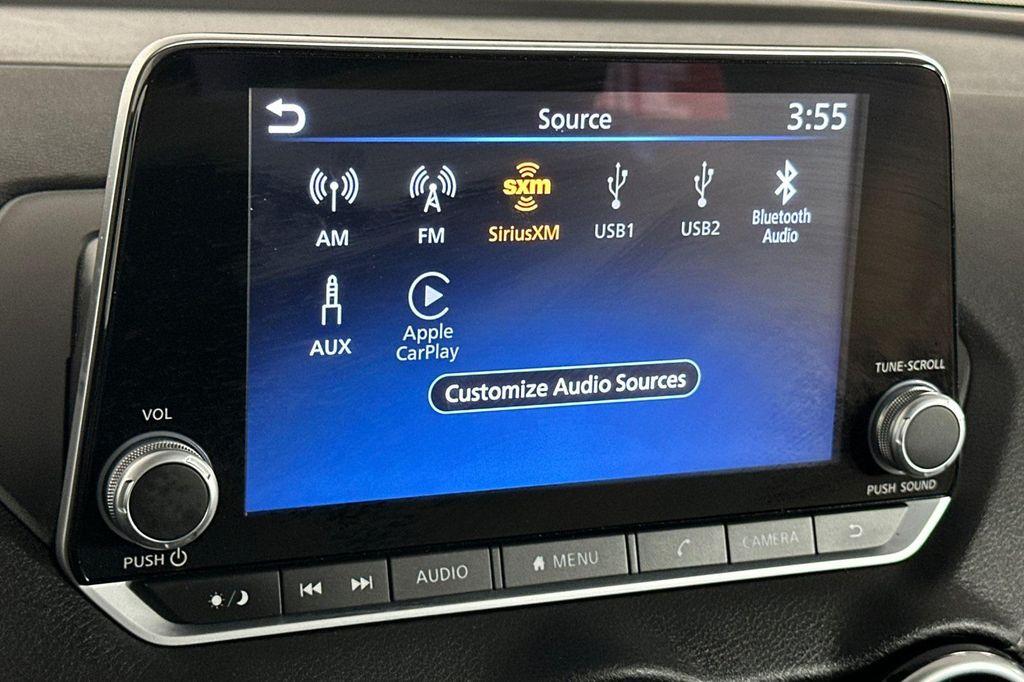 Source
3:55
sxm
AM
FM
SiriusXM
USB1
USB2
Bluetooth
Audio
AUX
Apple
CarPlay
Customize Audio Sources
TUNE·SCROLL
VOL
PUSH SOUND
PUSH
AUDIO
MENU
CAMERA